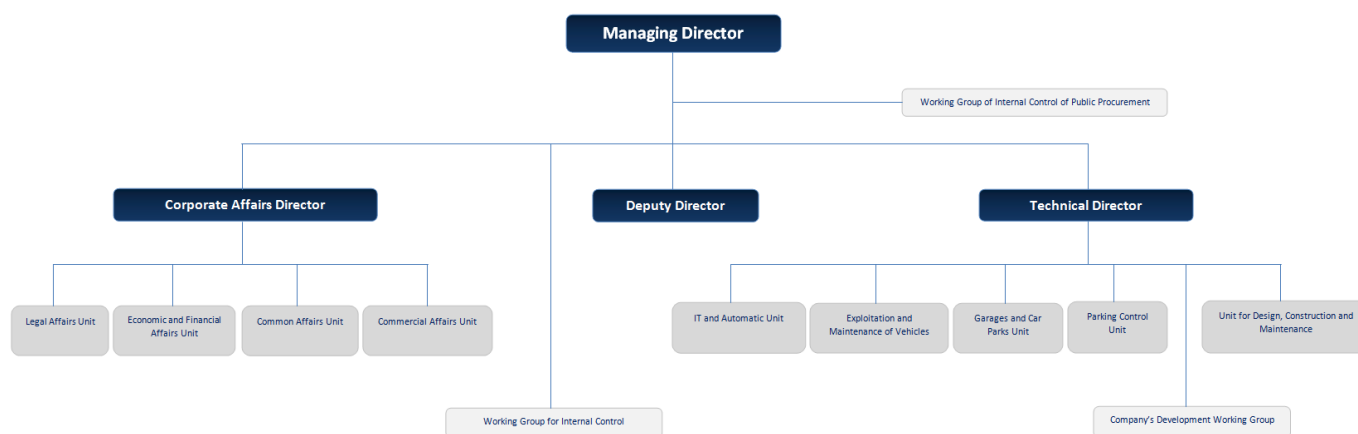 Managing Director
Working Group of Internal Control of Public Procurement
Corporate Affairs Director
Deputy Director
Technical Director
Legal Affairs Unit
Economic and Financial
Affairs Unit
Common Affairs Unit
Commercial Affairs Unit
IT and Automatic Unit
Exploitation and
Maintenance of Vehicles
Garages and Car
Parks Unit
Parking Control
Unit
Unit for Design, Construction and
Maintenance
Working Group for Internal Control
Company's Development Working Group